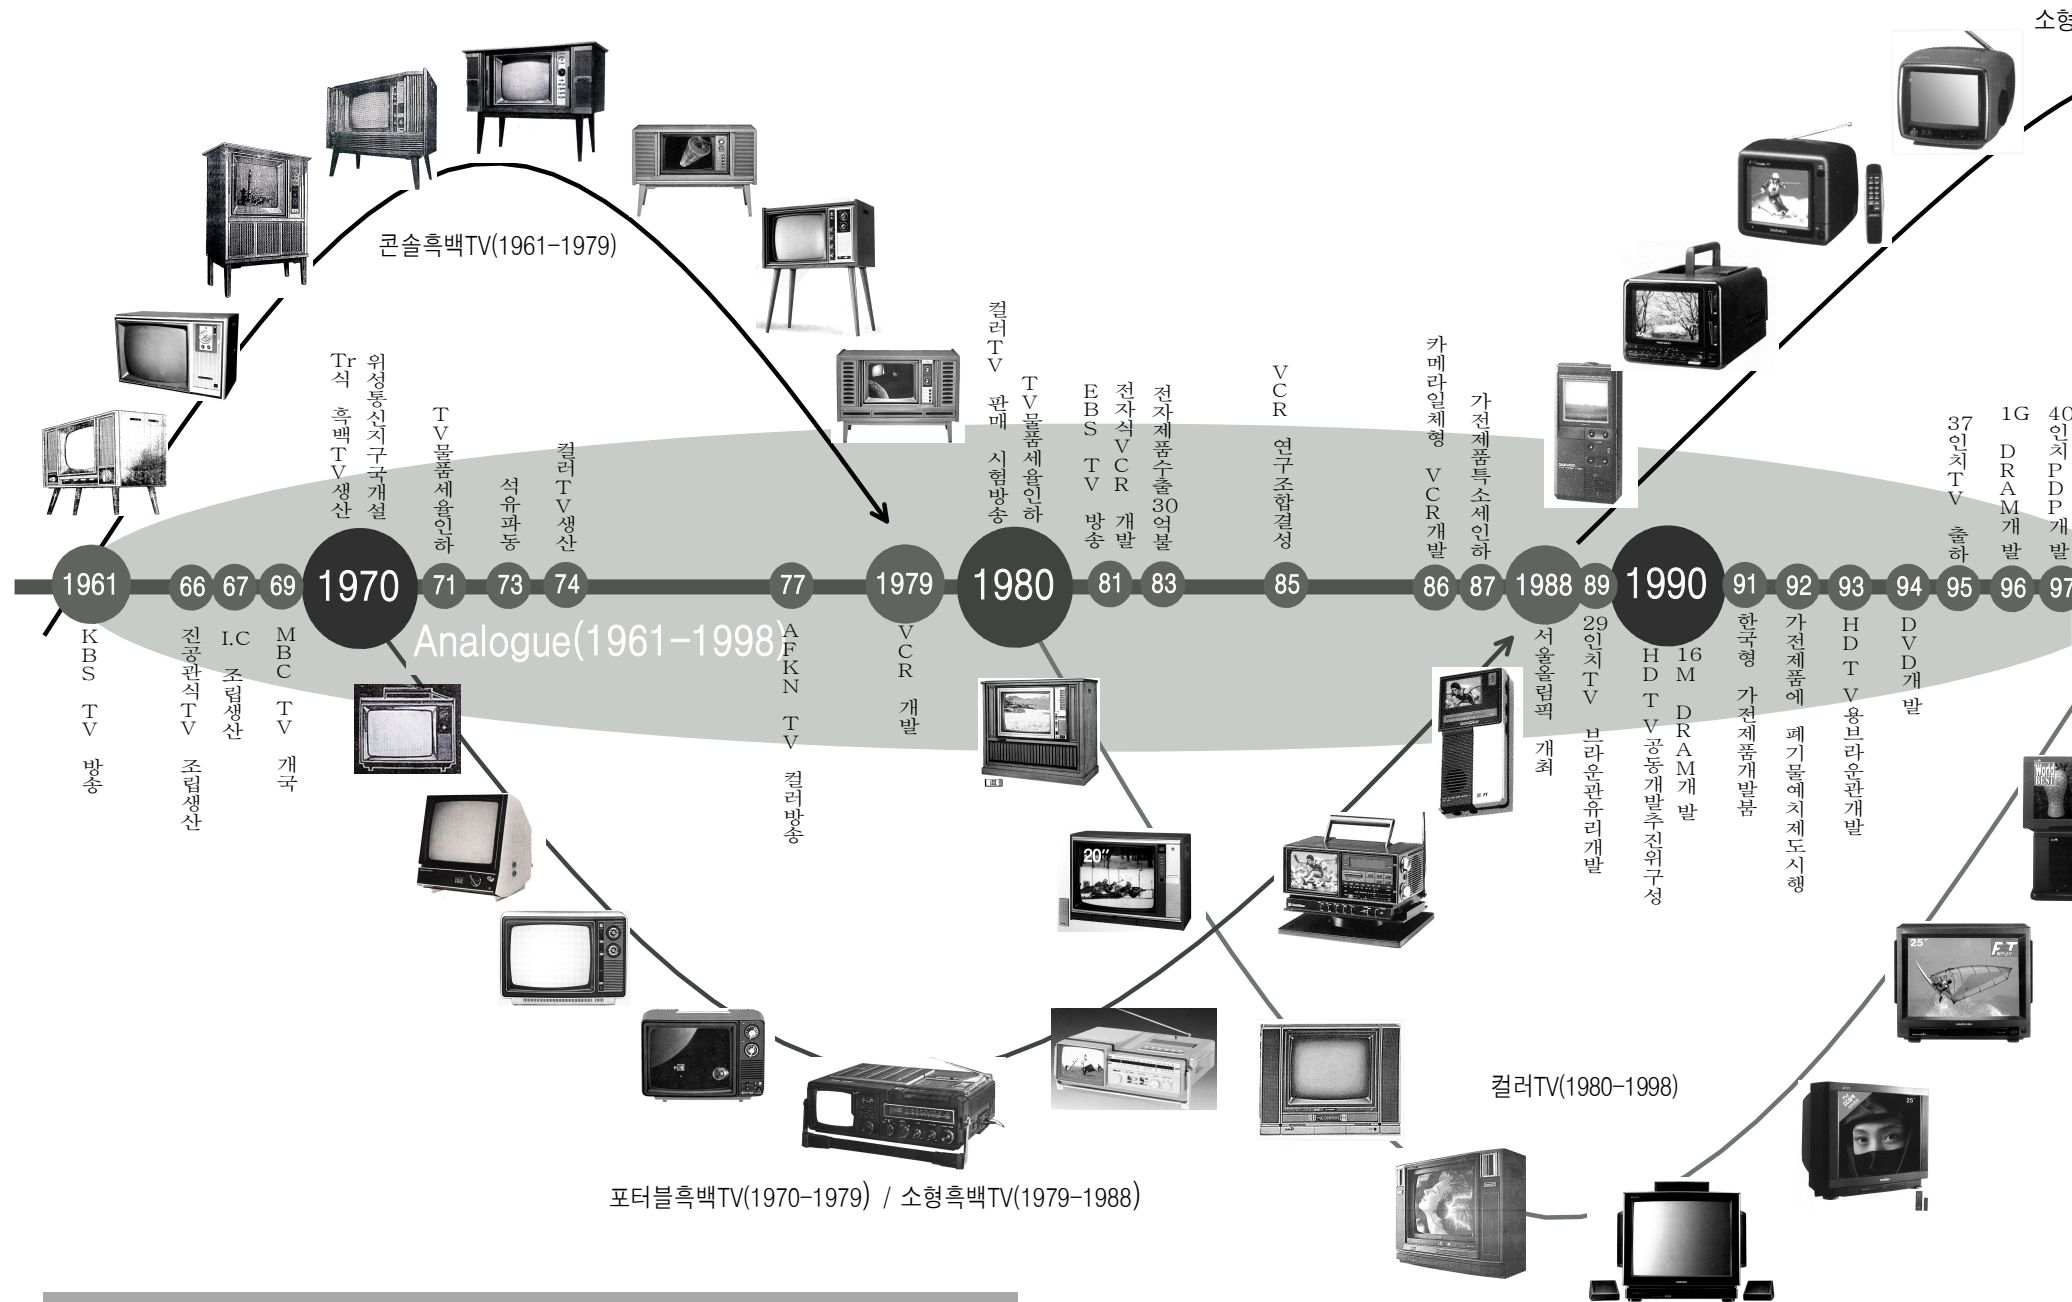 소형
콘솔흑백TV(1961-1979)
Tr식 흑백TV생산
위성통신지구국개설
TV물품세율인하
석유파동
컬러TV생산
컬러TV 판매 시험방송
TV물품세율인하
EBS TV 방송
전자식VCR 개발
전자제품수출30억불
VCR 연구조합결성
카메라일체형 VCR개발
가전제품특소세인하
37인치TV 출하
1G DRAM개발
40인치PDP개발
1961
66
67
69
1970
71
73
74
77
1979
1980
81
83
85
86
87
1988
89
1990
91
92
93
94
95
96
97
Analogue(1961-1998)
KBS TV 방송
진공관식TV 조립생산
I.C 조립생산
MBC TV 개국
AFKN TV 컬러방송
VCR 개발
서울올림픽 개최
29인치TV 브라운관유리개발
HDTV공동개발추진위구성
16M DRAM개발
한국형 가전제품개발붐
가전제품에 폐기물예치제도시행
HDTV용브라운관개발
DVD개발
20"
World BEST
25"
FT
25"
컬러TV(1980-1998)
포터블흑백TV(1970-1979) / 소형흑백TV(1979-1988)